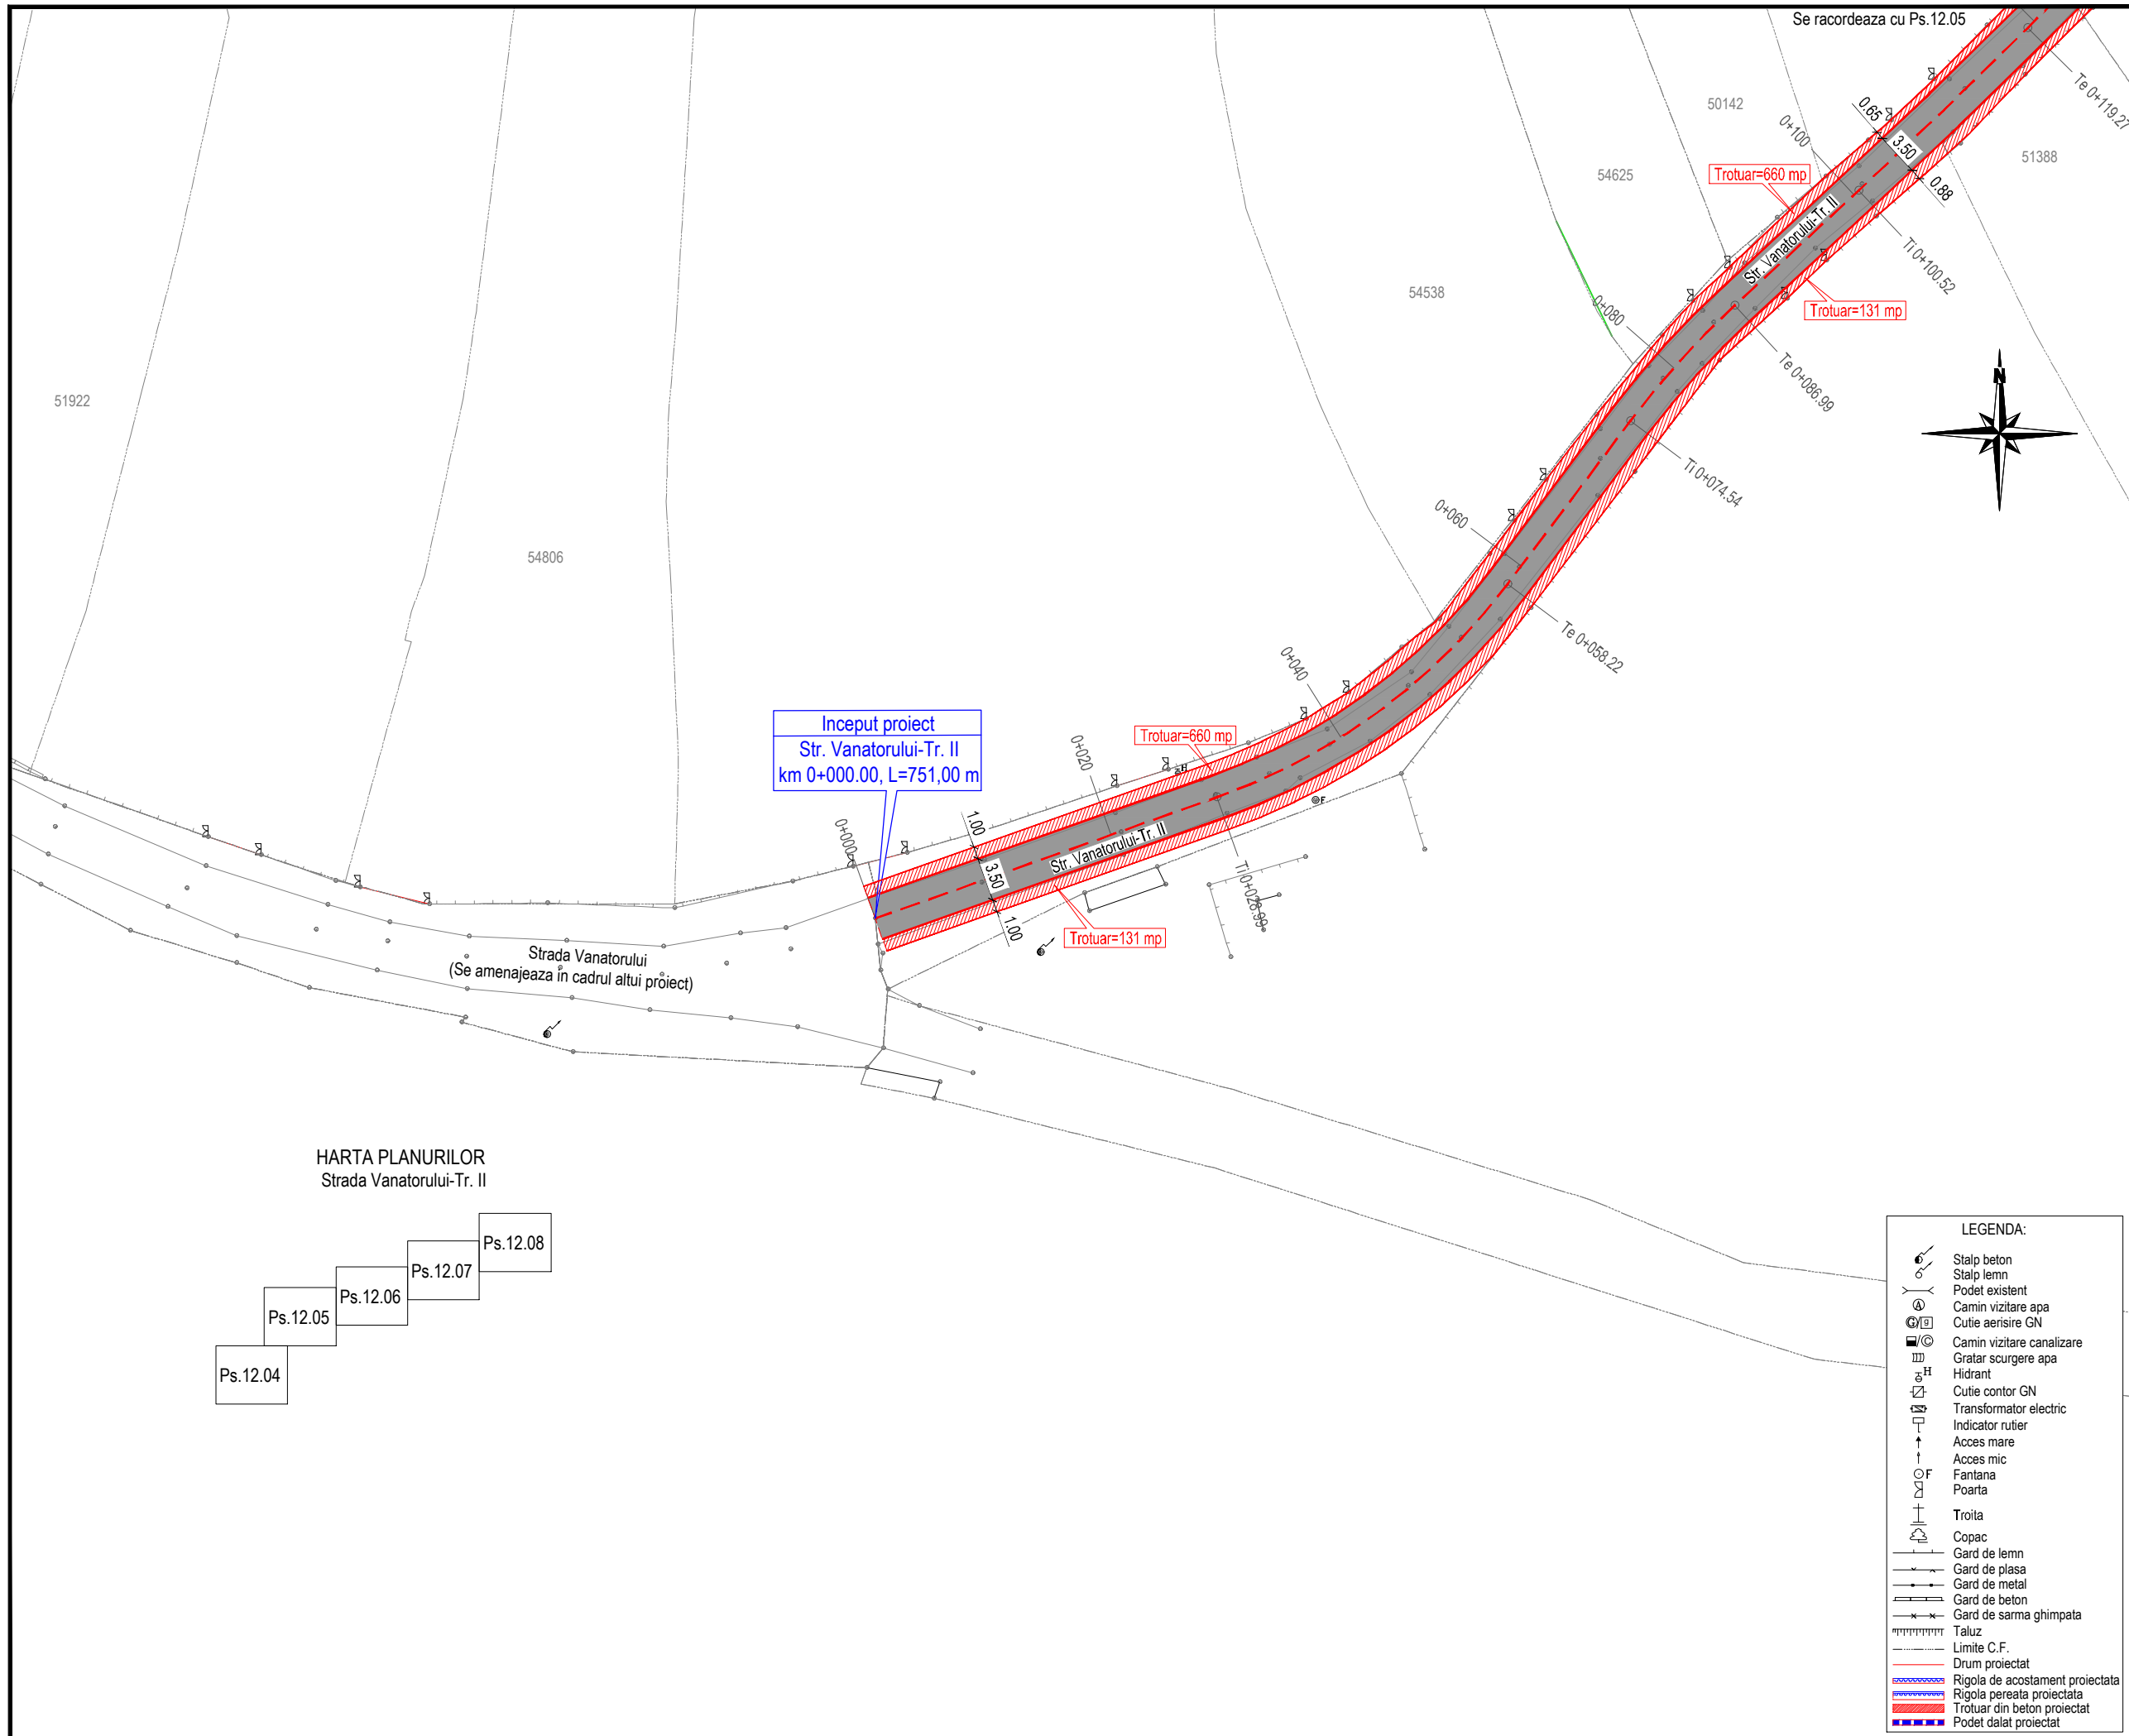 Se racordeaza cu Ps.12.05
Te 0+119.27
50142
0.65
0+100
3.50
51388
0.88
54625
Trotuar=660 mp
Str. Vanatorului-Tr. II
Ti 0+100.52
54538
0+080
Trotuar=131 mp
N
Te 0+086.99
51922
Ti 0+074.54
0+060
54806
Te 0+058.22
0+040
Inceput proiect
Str. Vanatorului-Tr. II
km 0+000.00, L=751,00 m
Trotuar=660 mp
0+020
H
F
1.00
0+000
3.50
Str. Vanatorului-Tr. II
Ti 0+028.99
1.00
Trotuar=131 mp
Strada Vanatorului
(Se amenajeaza in cadrul altui proiect)
HARTA PLANURILOR
Strada Vanatorului-Tr. II
Ps.12.08
Ps.12.07
Ps.12.06
Ps.12.05
Ps.12.04
LEGENDA:
Stalp beton
Stalp lemn
Podet existent
A Camin vizitare apa
G/g Cutie aerisire GN
/C Camin vizitare canalizare
Gratar scurgere apa
H Hidrant
Cutie contor GN
Transformator electric
Indicator rutier
Acces mare
Acces mic
F Fantana
Poarta
Troita
Copac
Gard de lemn
Gard de plasa
Gard de metal
Gard de beton
Gard de sarma ghimpata
Taluz
Limite C.F.
Drum proiectat
Rigola de acostament proiectata
Rigola pereata proiectata
Trotuar din beton proiectat
Podet dalat proiectat